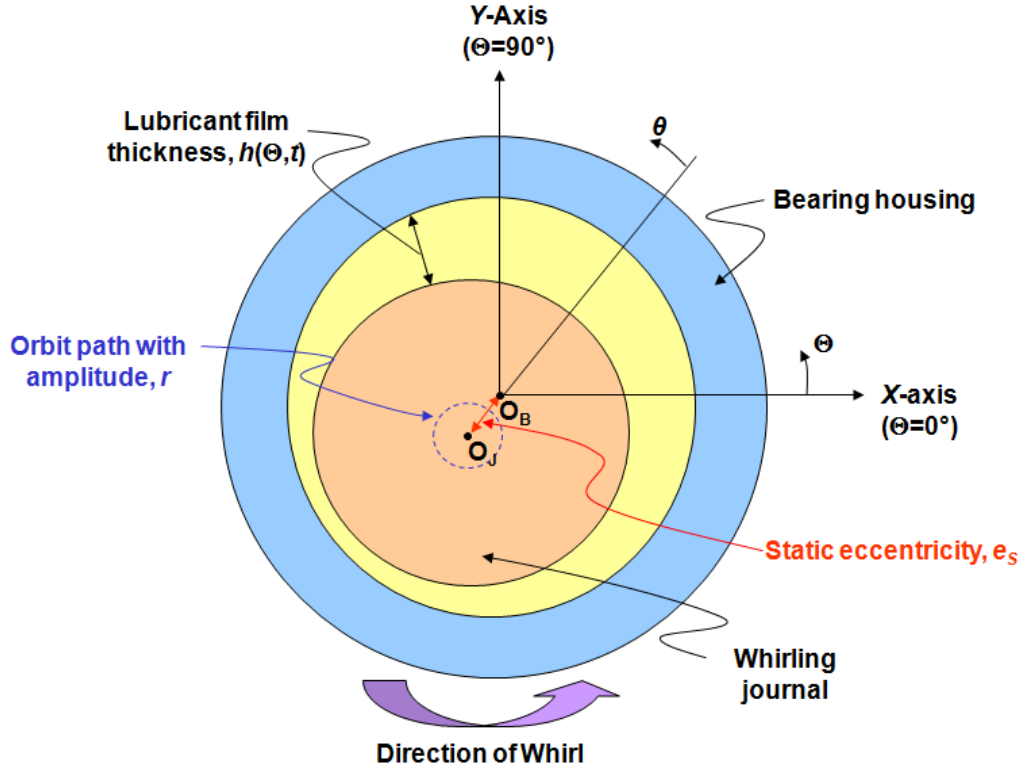 Y-Axis
(Θ=90°)
Lubricant film
thickness, h(Θ,t)
θ
Bearing housing
Orbit path with
amplitude, r
Θ
X-axis
(Θ=0°)
O_B
O_J
Static eccentricity, e_S
Whirling
journal
Direction of Whirl